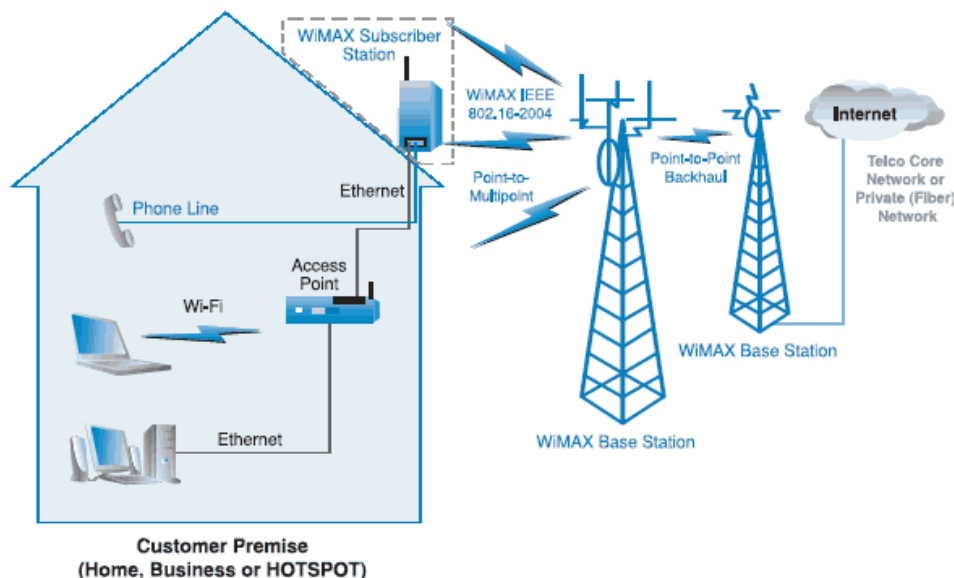 WiMAX Subscriber
Station
WiMAX IEEE
802.16-2004
Internet
Point-to-Point
Backhaul
Telco Core
Network or
Private (Fiber)
Network
Point-to-
Multipoint
Ethernet
Phone Line
Access
Point
Wi-Fi
WiMAX Base Station
Ethernet
WiMAX Base Station
Customer Premise
(Home, Business or HOTSPOT)